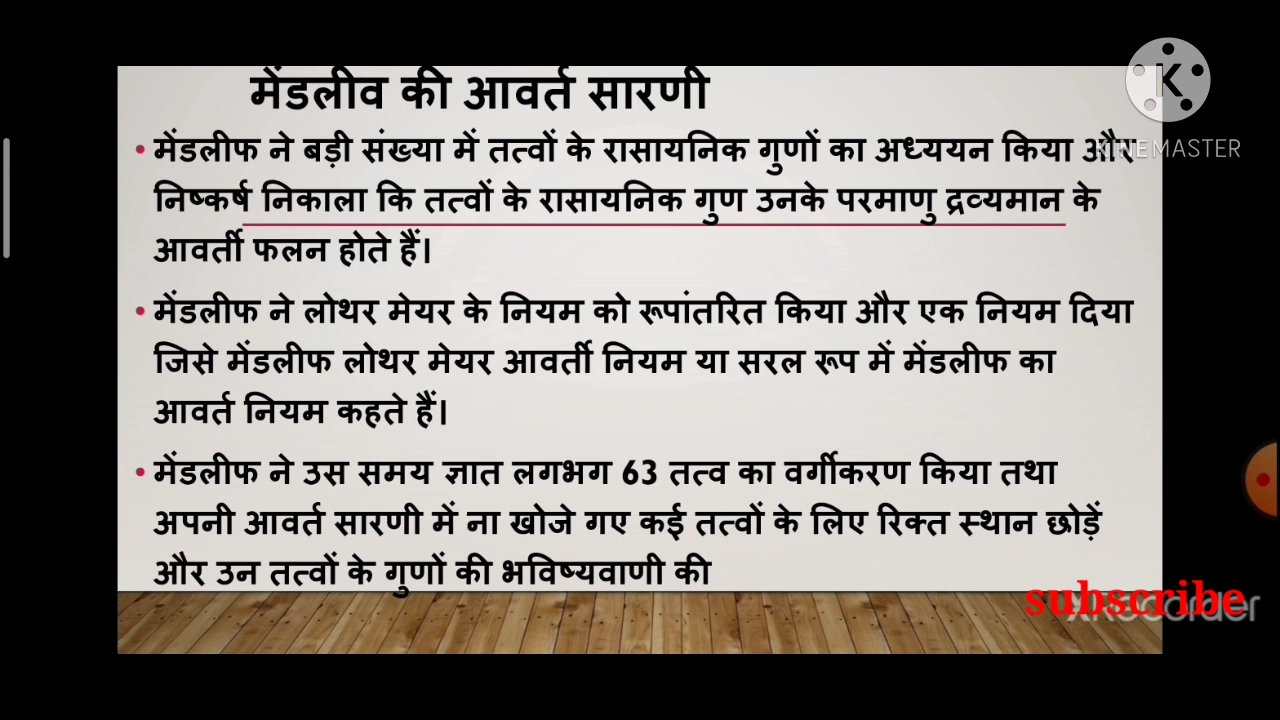 मेंडलीव की आवर्त सारणी
KINEMASTER
• मेंडलीफ ने बड़ी संख्या में तत्वों के रासायनिक गुणों का अध्ययन किया और
निष्कर्ष निकाला कि तत्वों के रासायनिक गुण उनके परमाणु द्रव्यमान के
आवर्ती फलन होते हैं।
• मेंडलीफ ने लोथर मेयर के नियम को रूपांतरित किया और एक नियम दिया
जिसे मेंडलीफ लोथर मेयर आवर्ती नियम या सरल रूप में मेंडलीफ का
आवर्त नियम कहते हैं।
• मेंडलीफ ने उस समय ज्ञात लगभग 63 तत्व का वर्गीकरण किया तथा
अपनी आवर्त सारणी में ना खोजे गए कई तत्वों के लिए रिक्त स्थान छोड़ें
और उन तत्वों के गुणों की भविष्यवाणी की
subscribe
XRecorder